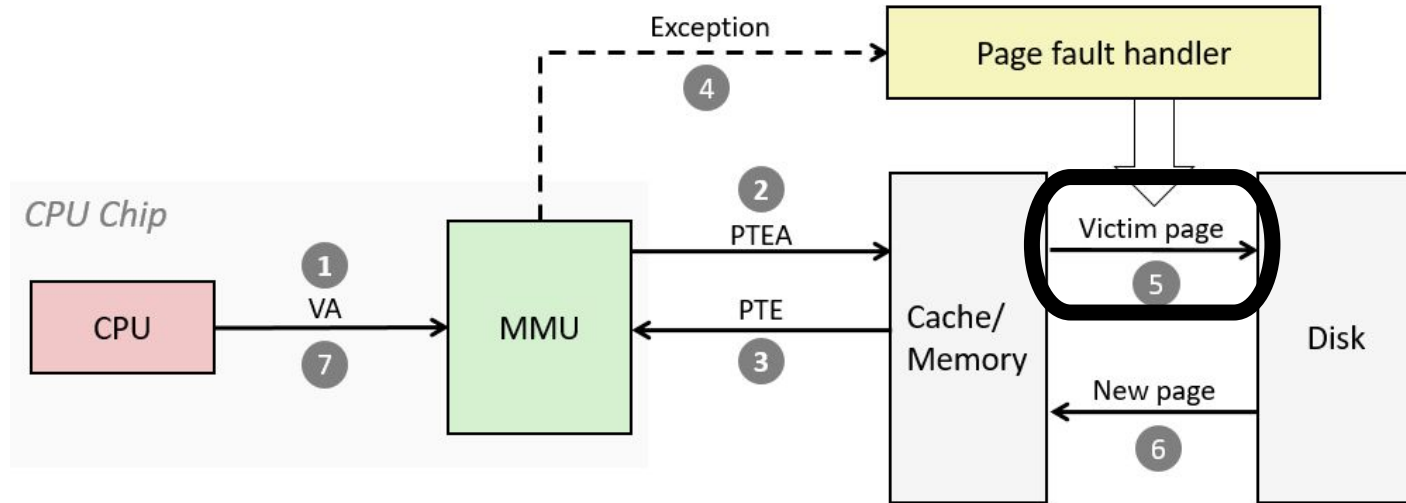 Exception
4
Page fault handler
CPU Chip
1
VA
7
CPU
MMU
2
PTEA
PTE
3
Cache/
Memory
Victim page
5
New page
6
Disk